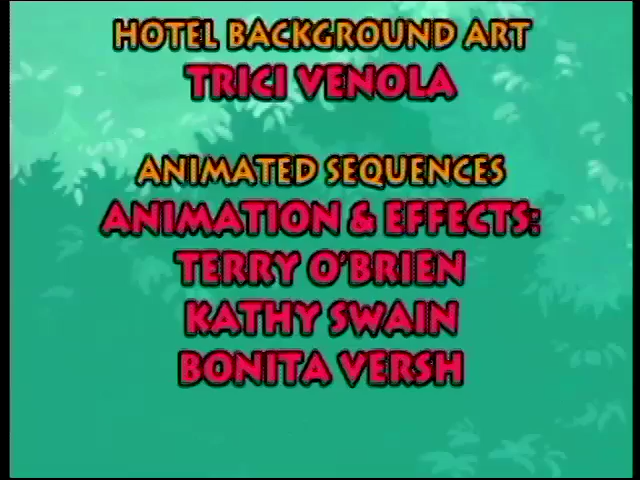 HOTEL BACKGROUND ART
TRICI VENOLA
ANIMATED SEQUENCES
ANIMATION & EFFECTS:
TERRY O'BRIEN
KATHY SWAIN
BONITA VERSH